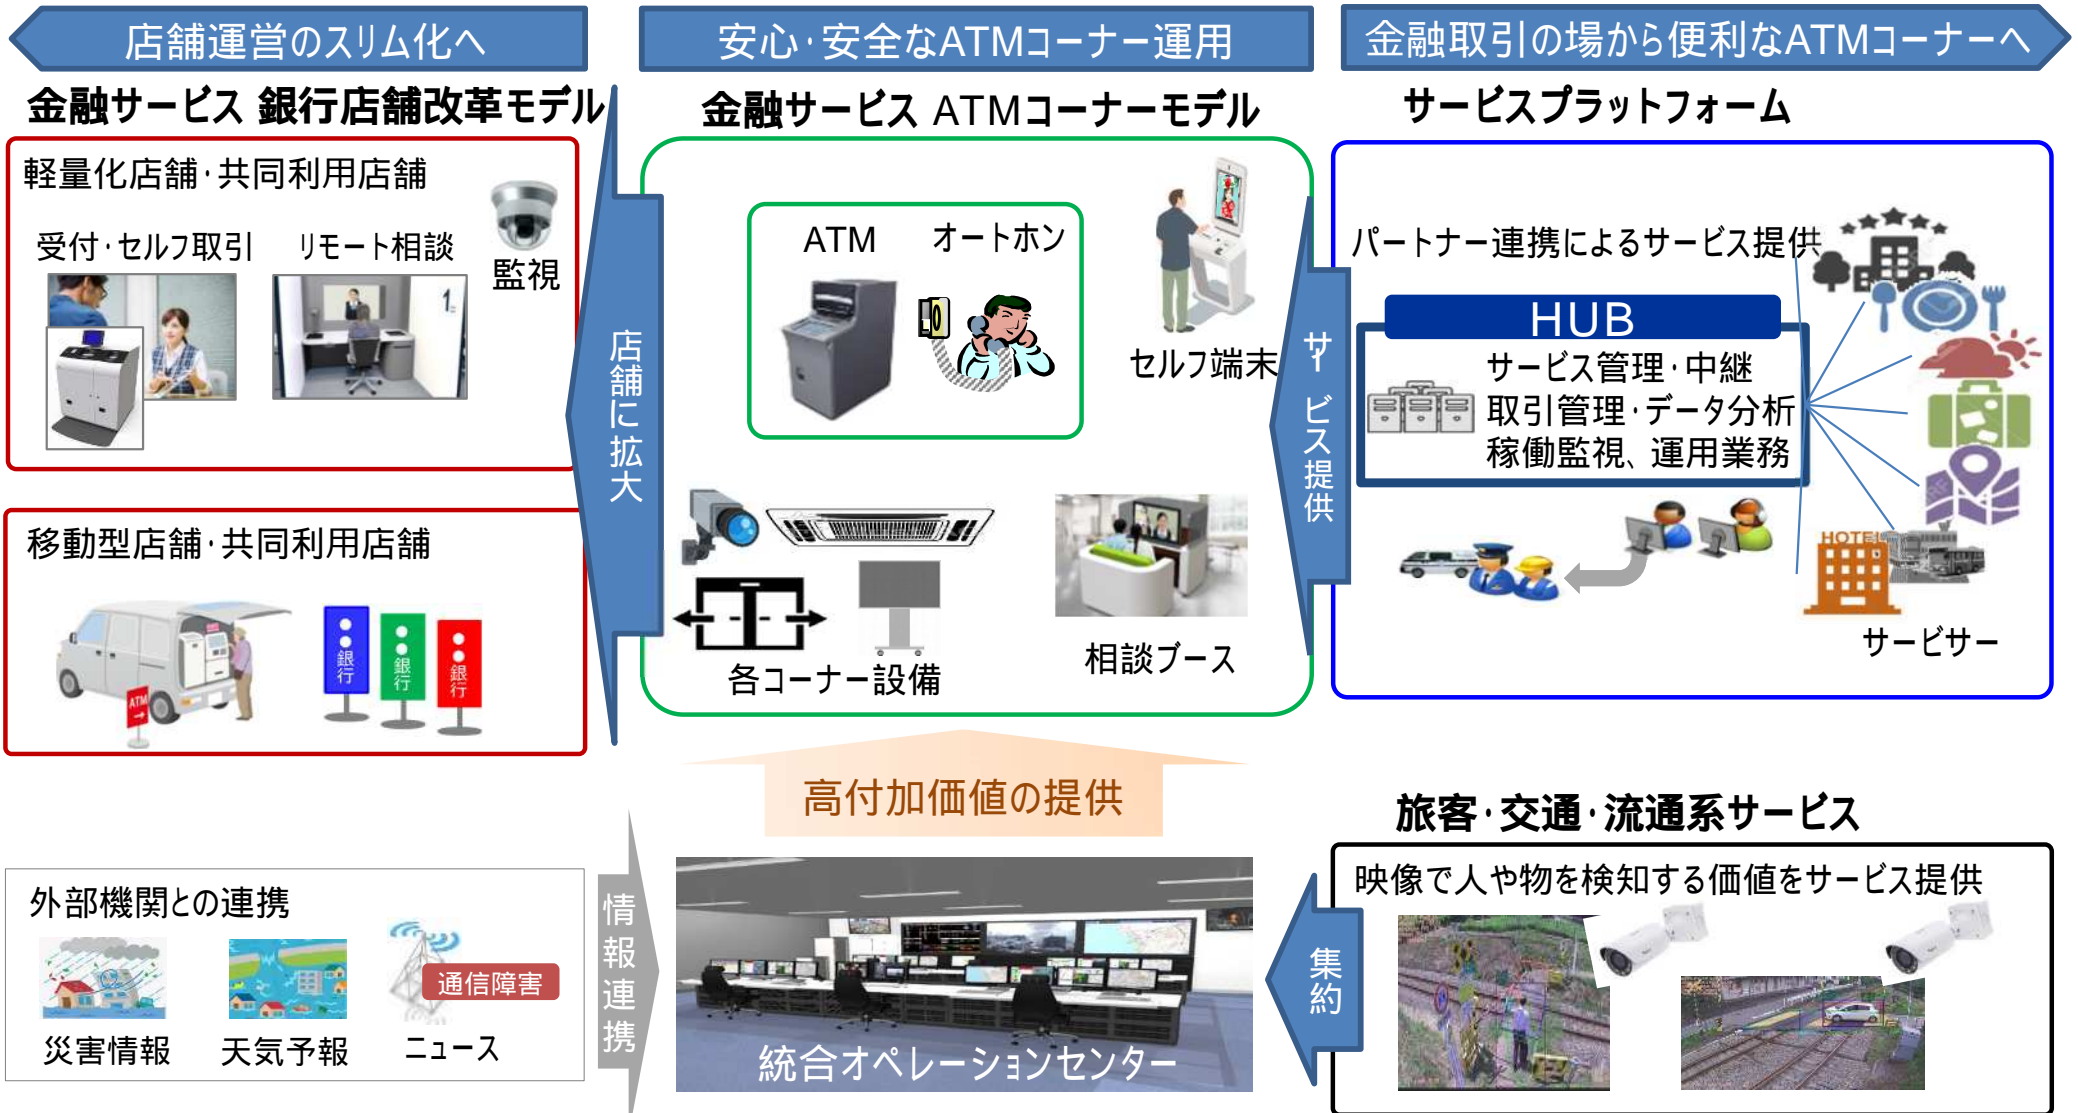 店舗運営のスリム化へ
安心･安全なATMコーナー運用
金融取引の場から便利なATMコーナーへ
金融サービス 銀行店舗改革モデル
金融サービス ATMコーナーモデル
サービスプラットフォーム
軽量化店舗･共同利用店舗
受付･セルフ取引
リモート相談
監視
1
移動型店舗･共同利用店舗
ATM
→
●●銀行
●●銀行
●●銀行
店舗に拡大
ATM
オートホン
セルフ端末
各コーナー設備
相談ブース
サービス提供
パートナー連携によるサービス提供
HUB
サービス管理･中継
取引管理･データ分析
稼働監視、運用業務
HOTEL
サービサー
高付加価値の提供
外部機関との連携
通信障害
災害情報
天気予報
ニュース
情報連携
統合オペレーションセンター
集約
旅客･交通･流通系サービス
映像で人や物を検知する価値をサービス提供